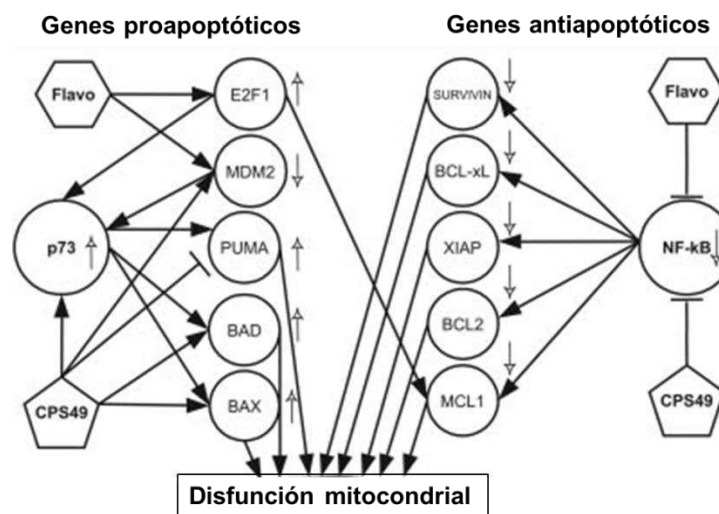 Genes proapoptóticos
Genes antiapoptóticos
Flavo
E2F1
SURVIVIN
Flavo
MDM2
BCL-xL
p73
PUMA
XIAP
NF-kB
BAD
BCL2
CPS49
BAX
MCL1
CPS49
Disfunción mitocondrial